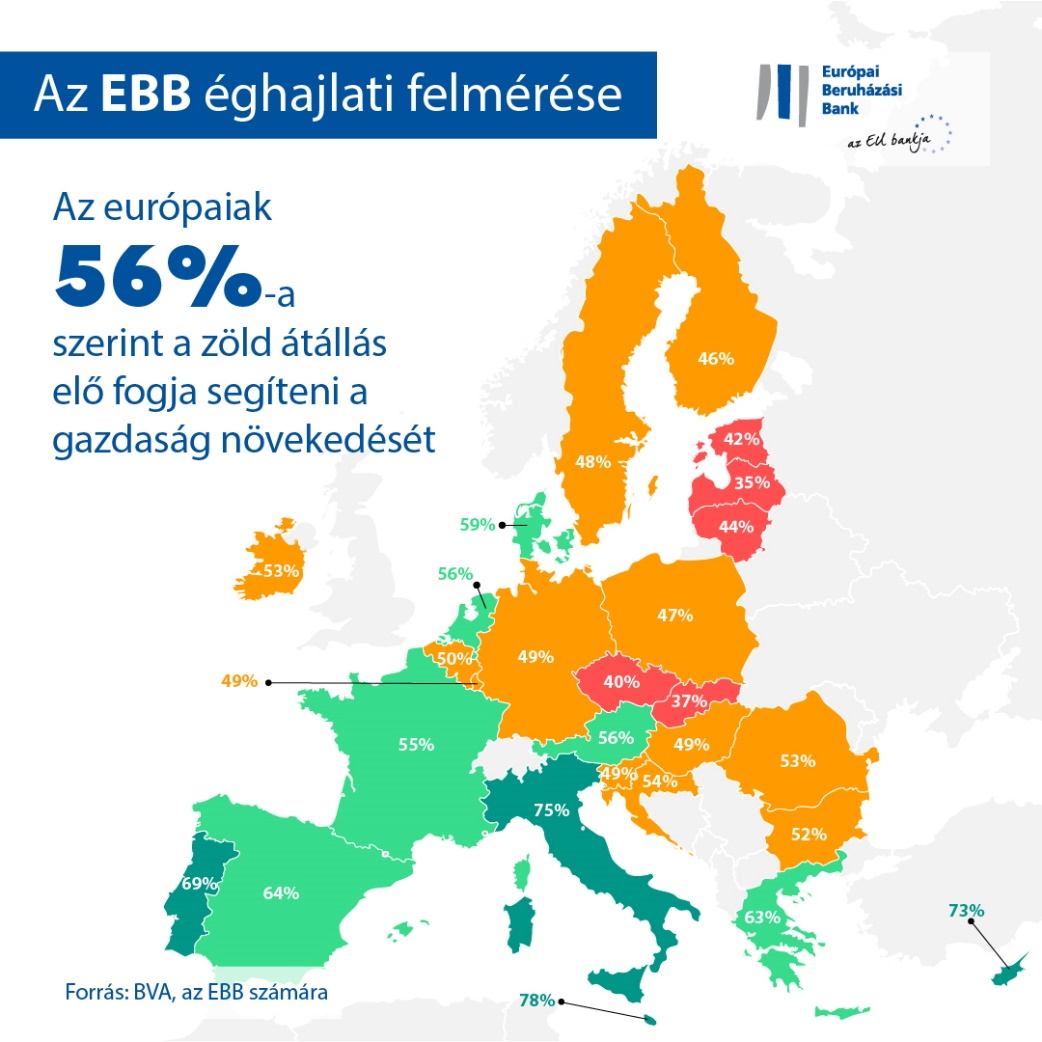 Az EBB éghajlati felmérése
Európai
Beruházási
Bank
az EU bankja
Az európaiak
56%-a
szerint a zöld átállás
elő fogja segíteni a
gazdaság növekedését
46%
42%
48%
35%
59%
44%
53%
56%
47%
50%
49%
49%
40%
37%
55%
56%
49%
53%
49%
54%
75%
52%
69%
64%
63%
73%
78%
Forrás: BVA, az EBB számára